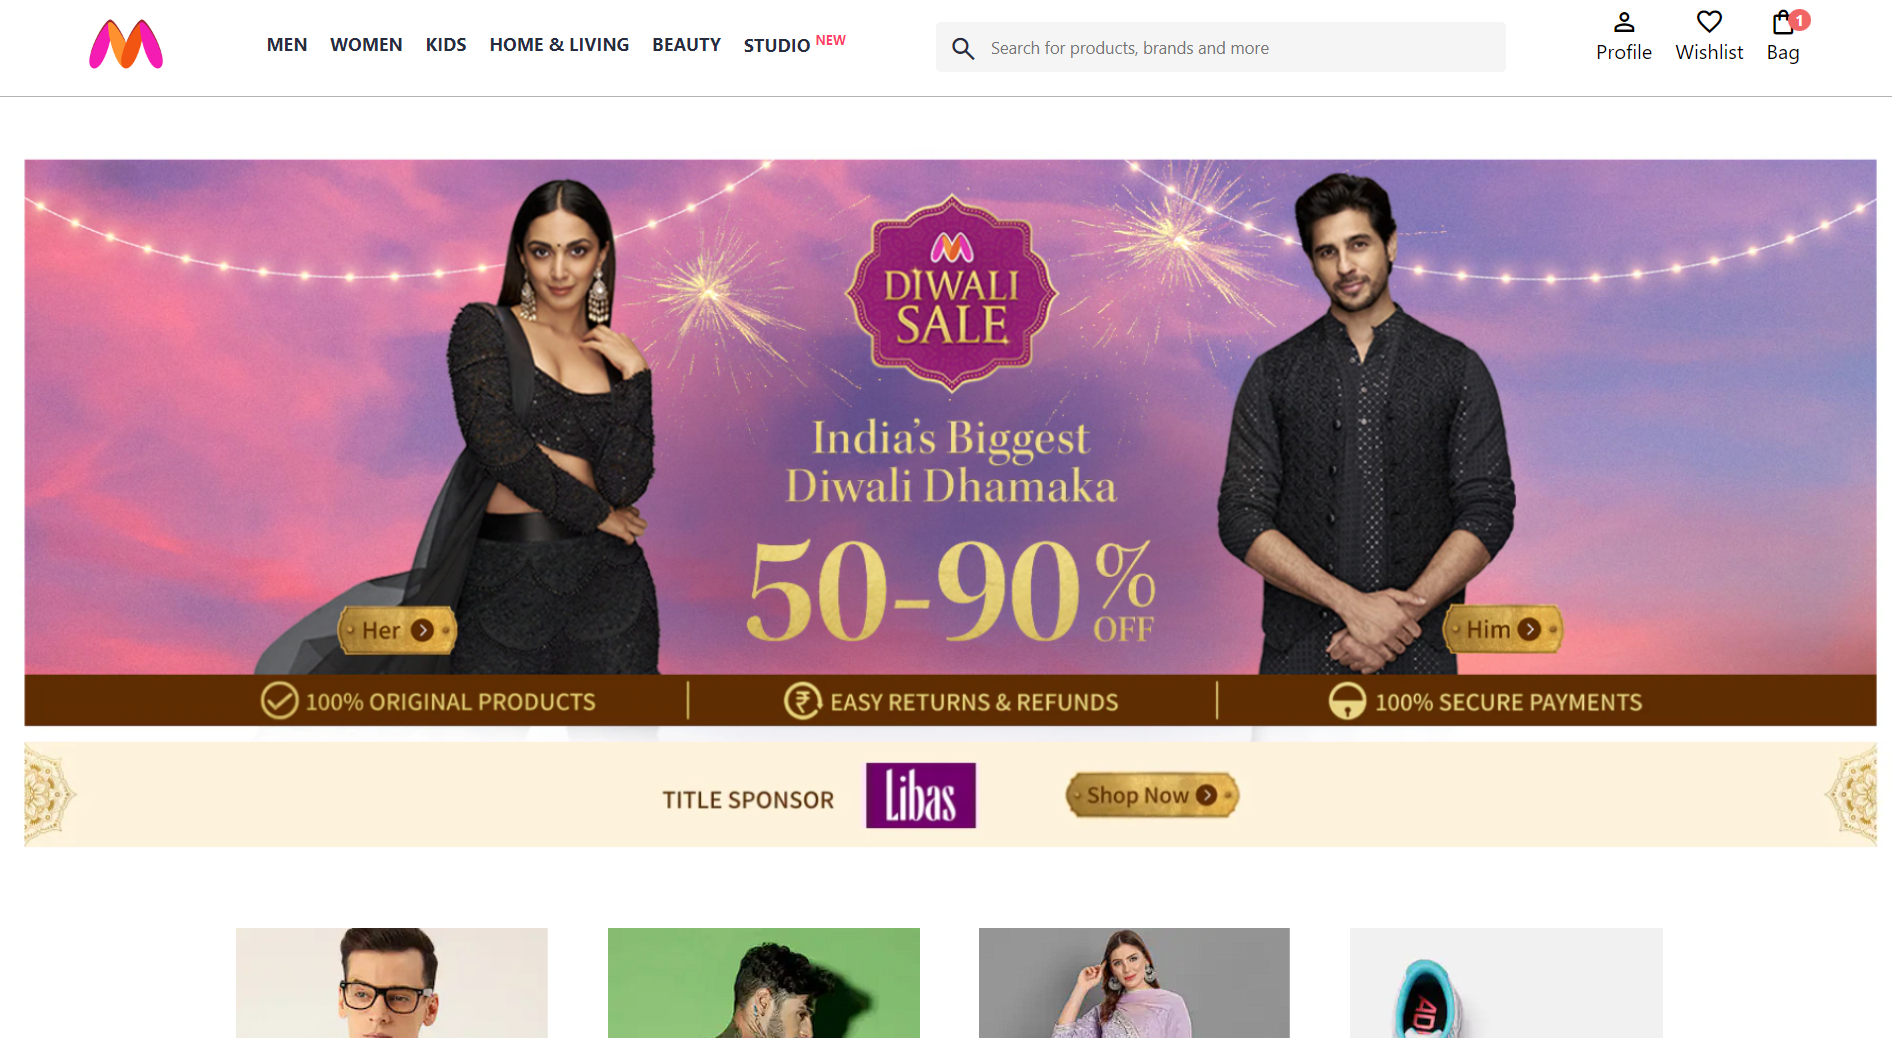 MEN WOMEN KIDS HOME & LIVING BEAUTY STUDIO NEW
Search for products, brands and more
1
Profile Wishlist Bag
DIWALI
SALE
India's Biggest
Diwali Dhamaka
50-90% OFF
Her
Him
100% ORIGINAL PRODUCTS
EASY RETURNS & REFUNDS
100% SECURE PAYMENTS
TITLE SPONSOR
Libas
Shop Now